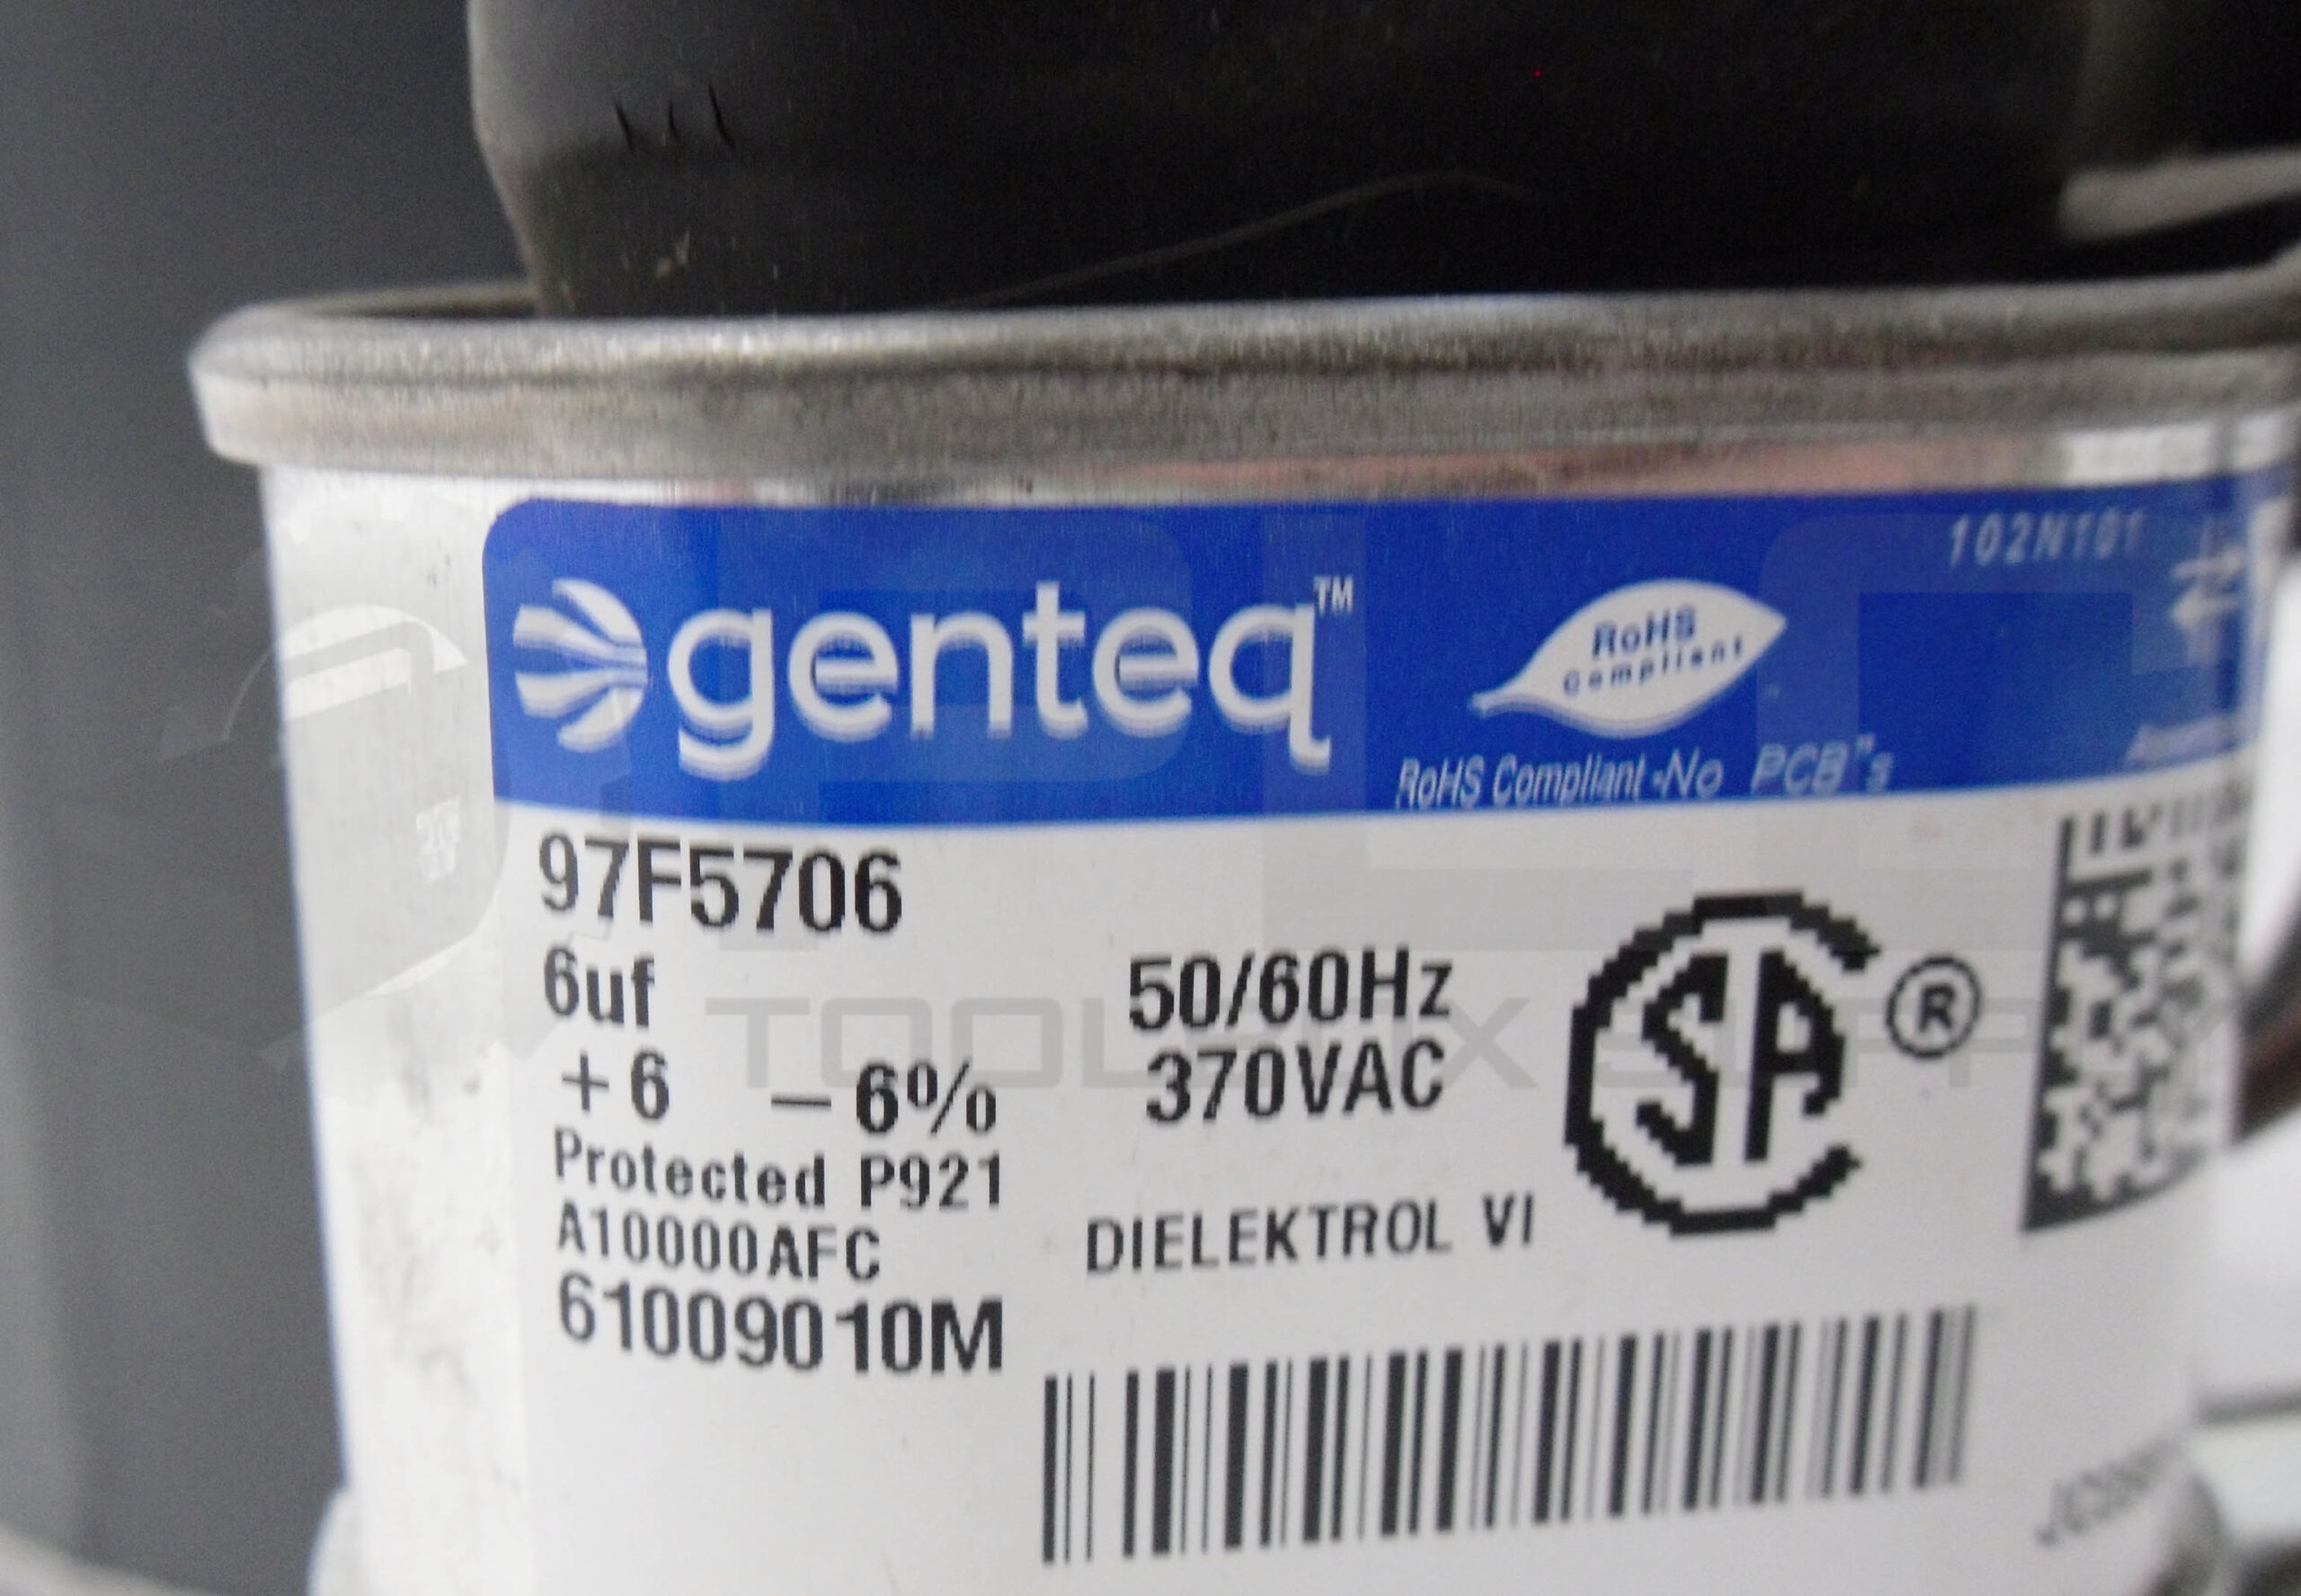 102N101
genteq™
RoHS
Compliant
RoHS Compliant-No PCB"s
97F5706
6uf 50/60Hz
+6 -6% 370VAC
SA ®
Protected P921
A10000AFC DIELEKTROL VI
61009010M